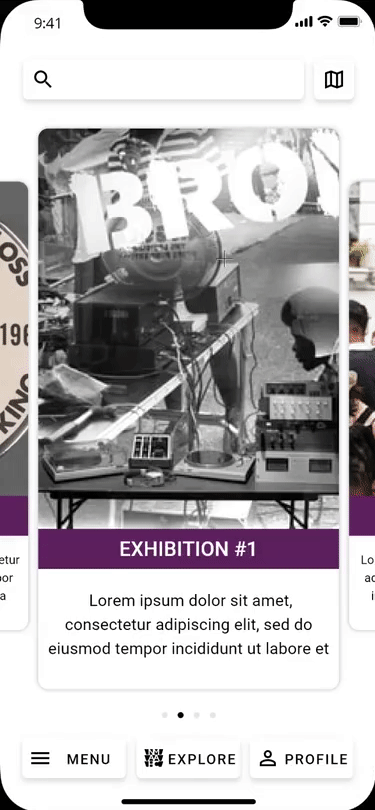 9:41
BRO
OSS
196
KING
EXHIBITION #1
Lorem ipsum dolor sit amet,
consectetur adipiscing elit, sed do
eiusmod tempor incididunt ut labore et
etur
por
a
Lo
ad
i
MENU
EXPLORE
PROFILE